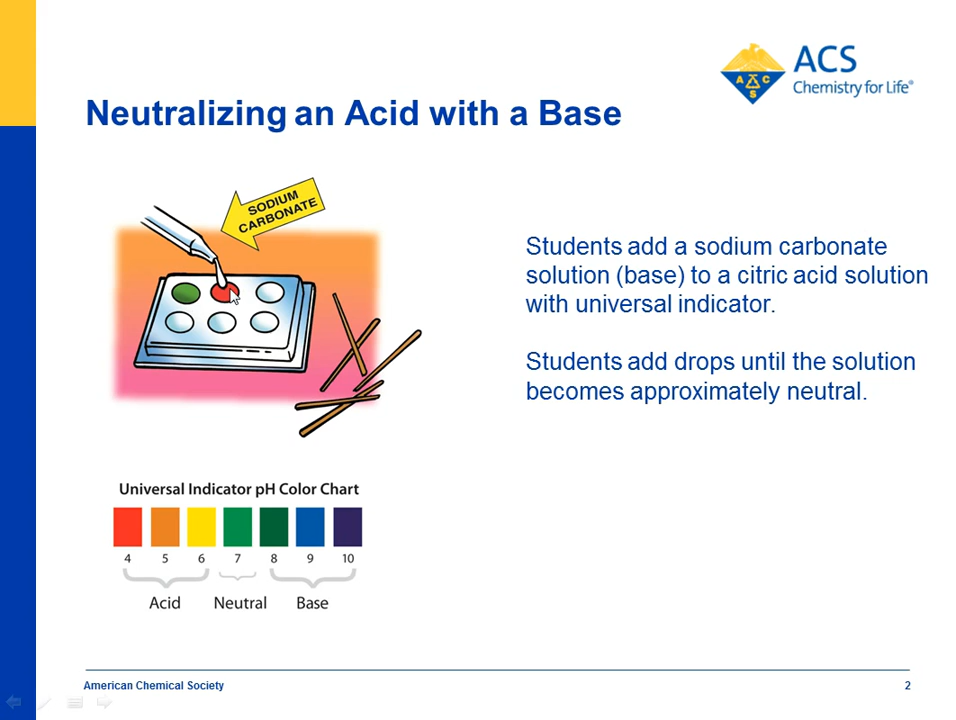 ACS
Chemistry for Life®
A C S
Neutralizing an Acid with a Base
SODIUM
CARBONATE
Students add a sodium carbonate
solution (base) to a citric acid solution
with universal indicator.
Students add drops until the solution
becomes approximately neutral.
Universal Indicator pH Color Chart
4 5 6 7 8 9 10
Acid Neutral Base
American Chemical Society 2